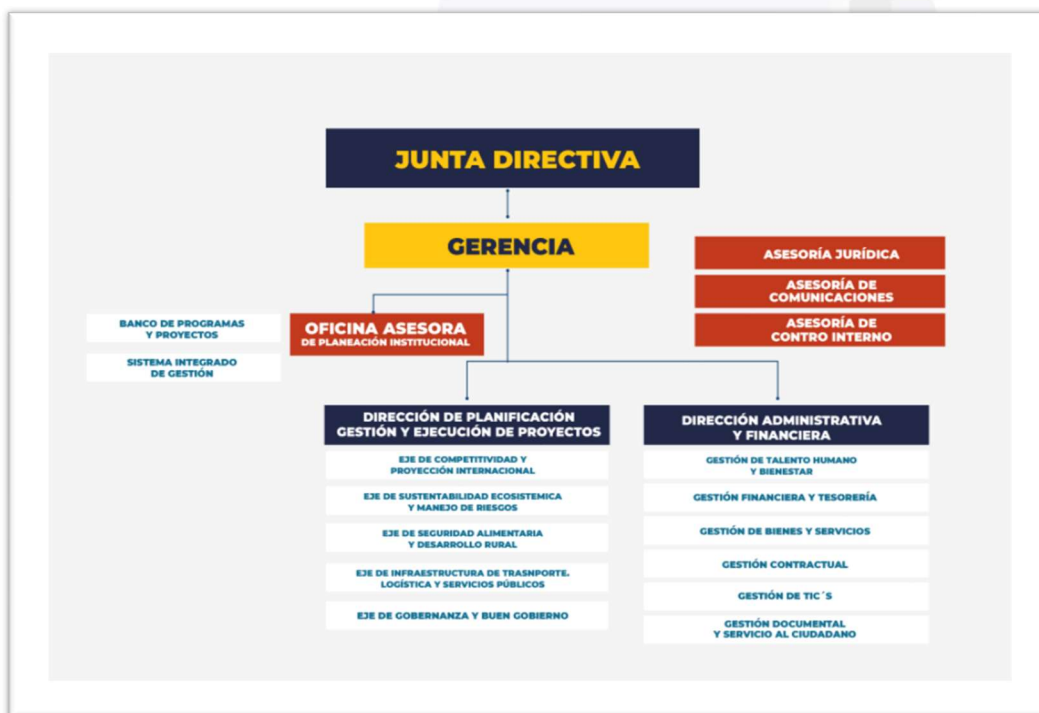 JUNTA DIRECTIVA
GERENCIA
ASESORÍA JURÍDICA
ASESORÍA DE
COMUNICACIONES
ASESORÍA DE
CONTRO INTERNO
BANCO DE PROGRAMAS
Y PROYECTOS
SISTEMA INTEGRADO
DE GESTIÓN
OFICINA ASESORA
DE PLANEACIÓN INSTITUCIONAL
DIRECCIÓN DE PLANIFICACIÓN
GESTIÓN Y EJECUCIÓN DE PROYECTOS
EJE DE COMPETITIVIDAD Y
PROYECCIÓN INTERNACIONAL
EJE DE SUSTENTABILIDAD ECOSISTEMICA
Y MANEJO DE RIESGOS
EJE DE SEGURIDAD ALIMENTARIA
Y DESARROLLO RURAL
EJE DE INFRAESTRUCTURA DE TRASNPORTE.
LOGÍSTICA Y SERVICIOS PÚBLICOS
EJE DE GOBERNANZA Y BUEN GOBIERNO
DIRECCIÓN ADMINISTRATIVA
Y FINANCIERA
GESTIÓN DE TALENTO HUMANO
Y BIENESTAR
GESTIÓN FINANCIERA Y TESORERÍA
GESTIÓN DE BIENES Y SERVICIOS
GESTIÓN CONTRACTUAL
GESTIÓN DE TIC´S
GESTIÓN DOCUMENTAL
Y SERVICIO AL CIUDADANO